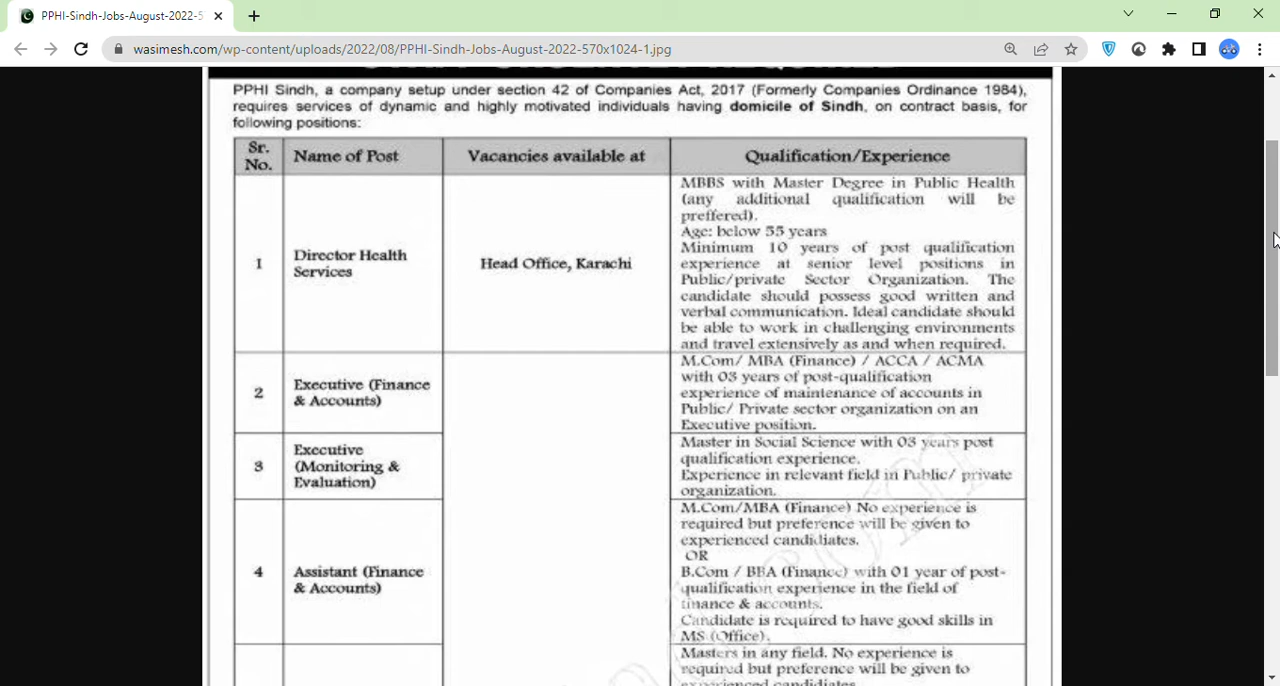 PPHI-Sindh-Jobs-August-2022-5
wasimesh.com/wp-content/uploads/2022/08/PPHI-Sindh-Jobs-August-2022-570x1024-1.jpg
PPHI Sindh, a company setup under section 42 of Companies Act, 2017 (Formerly Companies Ordinance 1984),
requires services of dynamic and highly motivated individuals having domicile of Sindh, on contract basis, for
following positions:
Sr.
No.
Name of Post
Vacancies available at
Qualification/Experience
1
Director Health
Services
Head Office, Karachi
MBBS with Master Degree in Public Health
(any additional qualification will be
preffered).
Age: below 55 years
Minimum 10 years of post qualification
experience at senior level positions in
Public/private Sector Organization. The
candidate should possess good written and
verbal communication. Ideal candidate should
be able to work in challenging environments
and travel extensively as and when required.
2
Executive (Finance
& Accounts)
M.Com/ MBA (Finance) / ACCA / ACMA
with 03 years of post-qualification
experience of maintenance of accounts in
Public/ Private sector organization on an
Executive position.
3
Executive
(Monitoring &
Evaluation)
Master in Social Science with 03 years post
qualification experience.
Experience in relevant field in Public/ private
organization.
4
Assistant (Finance
& Accounts)
M.Com/MBA (Finance) No experience is
required but preference will be given to
experienced candidiates.
OR
B.Com / BBA (Finance) with 01 year of post-
qualification experience in the field of
finance & accounts.
Candidate is required to have good skills in
MS (Office).
Masters in any field. No experience is
required but preference will be given to
experienced candidiates